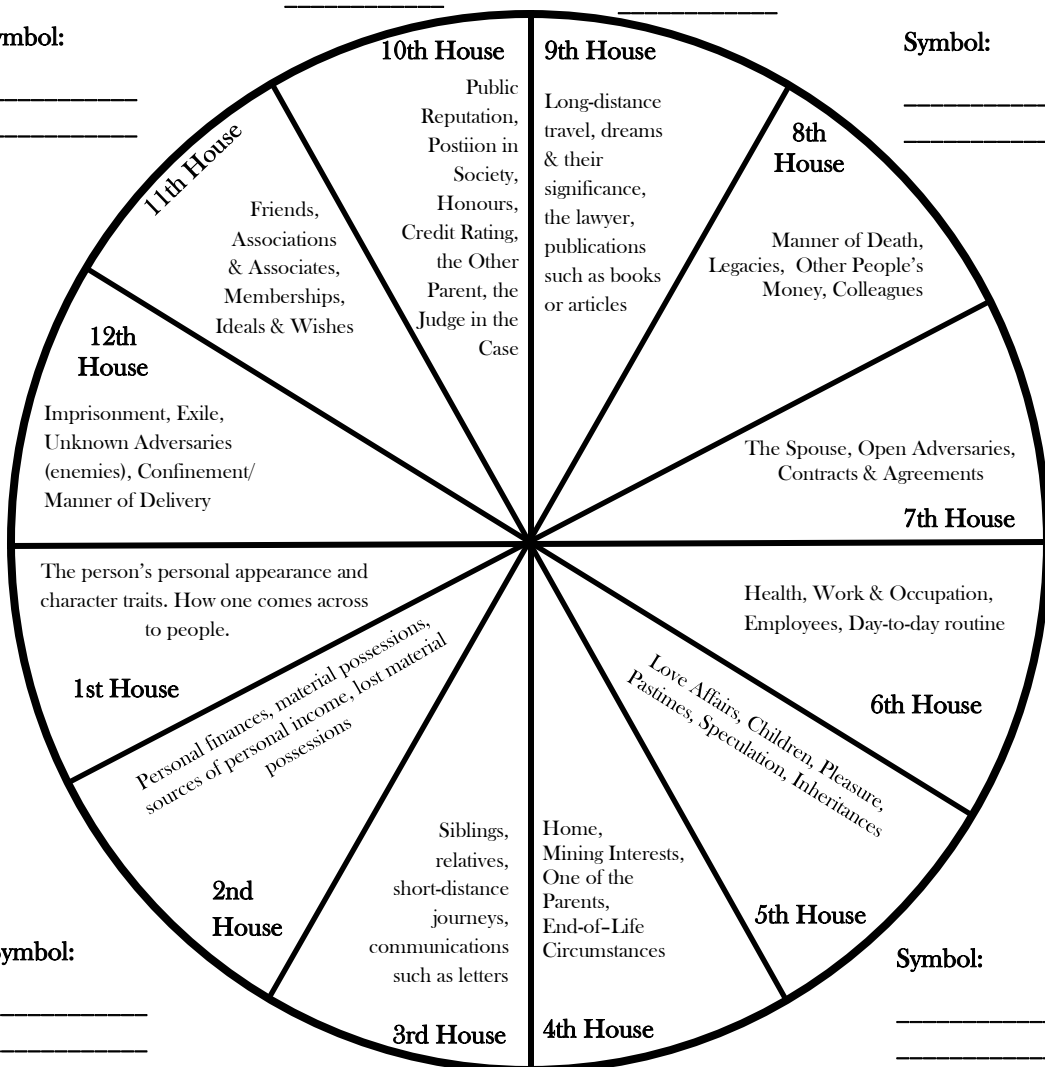 ymbol:
10th House
Public
Reputation,
Postiion in
Society,
Honours,
Credit Rating,
the Other
Parent, the
Judge in the
Case
9th House
Long-distance
travel, dreams
& their
significance,
the lawyer,
publications
such as books
or articles
Symbol:
8th
House
Manner of Death,
Legacies, Other People's
Money, Colleagues
11th House
Friends,
Associations
& Associates,
Memberships,
Ideals & Wishes
12th
House
Imprisonment, Exile,
Unknown Adversaries
(enemies), Confinement/
Manner of Delivery
The Spouse, Open Adversaries,
Contracts & Agreements
7th House
The person's personal appearance and
character traits. How one comes across
to people.
1st House
Health, Work & Occupation,
Employees, Day-to-day routine
6th House
Personal finances, material possessions,
sources of personal income, lost material
possessions
2nd
House
Love Affairs, Children, Pleasure,
Pastimes, Speculation, Inheritances
5th House
Siblings,
relatives,
short-distance
journeys,
communications
such as letters
3rd House
Home,
Mining Interests,
One of the
Parents,
End-of-Life
Circumstances
4th House
ymbol:
Symbol: